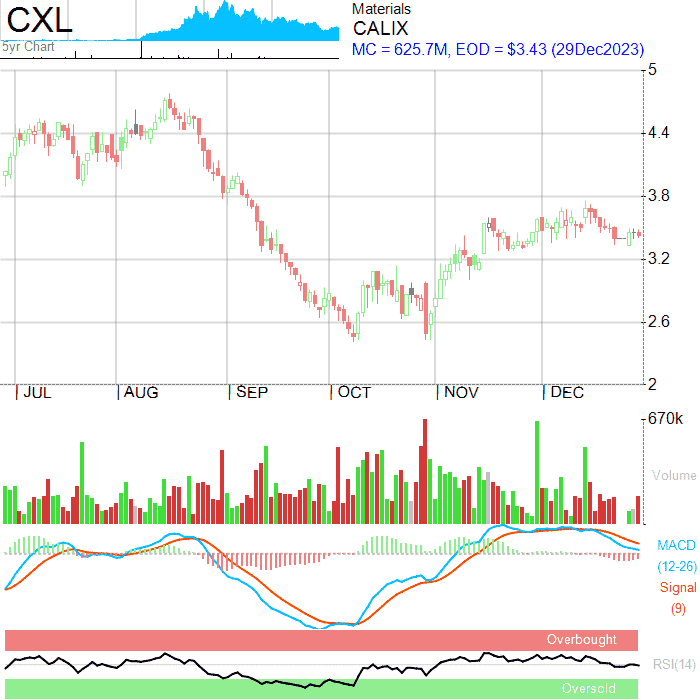 CXL
5yr Chart
Materials
CALIX
MC = 625.7M, EOD = $3.43 (29Dec2023)
5
4.4
3.8
3.2
2.6
2
JUL AUG SEP OCT NOV DEC
670k
Volume
MACD
(12-26)
Signal
(9)
Overbought
RSI(14)
Oversold